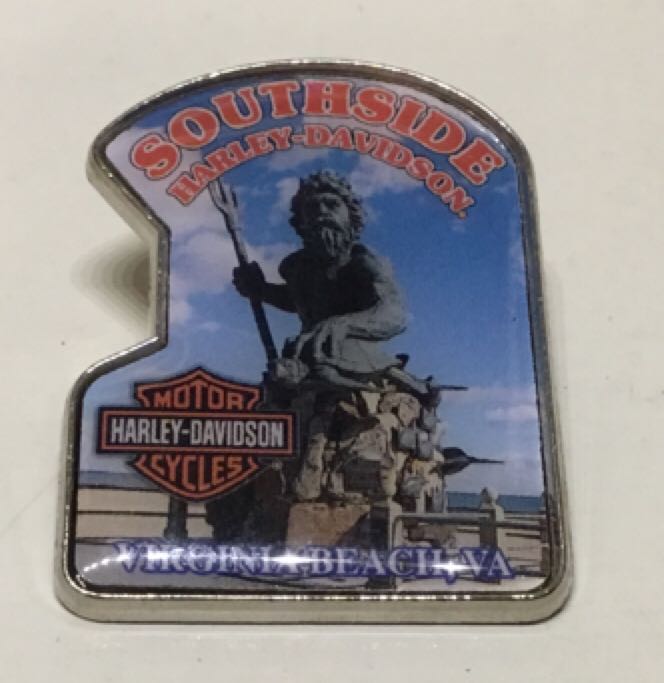 SOUTHSIDE
HARLEY-DAVIDSON
MOTOR
HARLEY-DAVIDSON
CYCLES
VIRGINIA BEACH, VA